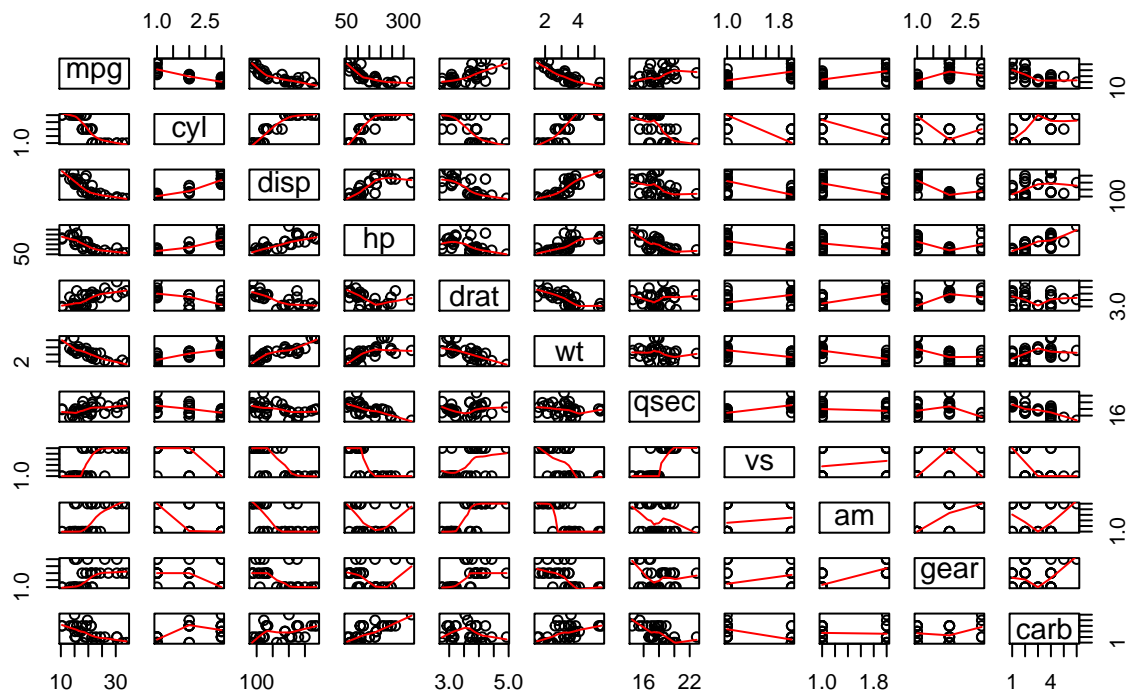 1.0 2.5 50 300 2 4 1.0 1.8 1.0 2.5
mpg 10
1.0 cyl
disp 100
50 hp
drat 3.0
2 wt
qsec 16
1.0 vs
am 1.0
1.0 gear
carb 1
10 30 100 3.0 5.0 16 22 1.0 1.8 1 4